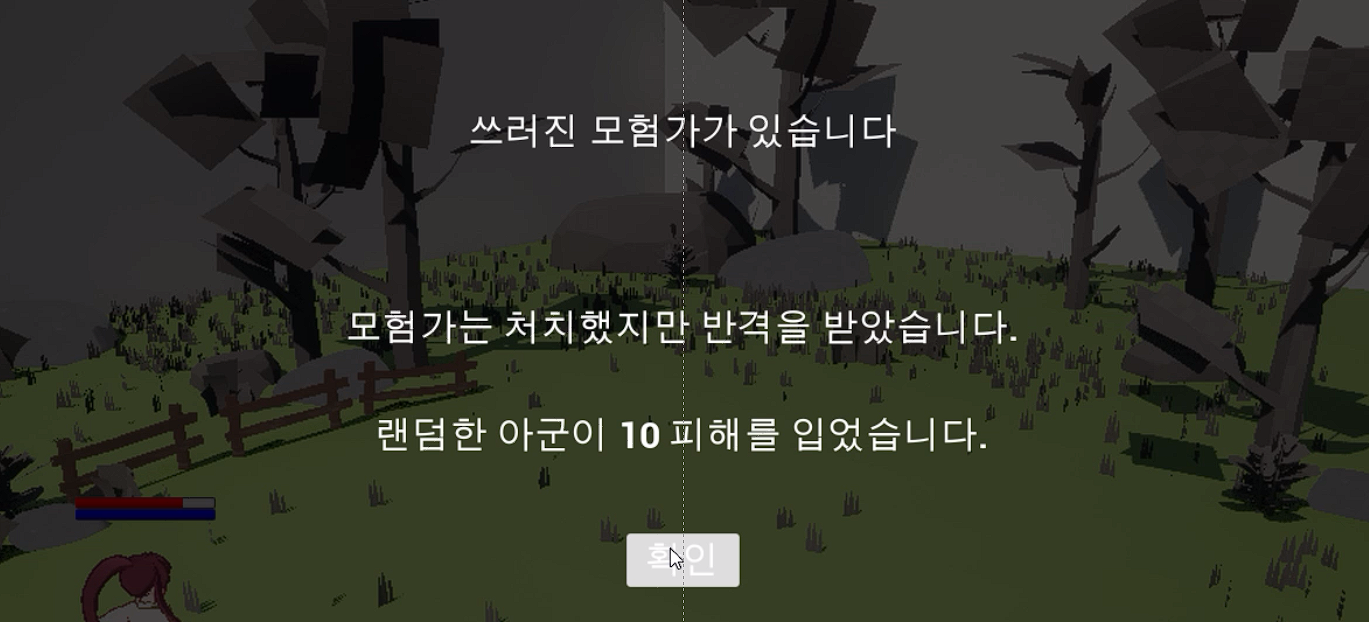 쓰러진 모험가가 있습니다
모험가는 처치했지만 반격을 받았습니다.
랜덤한 아군이 10 피해를 입었습니다.
확인